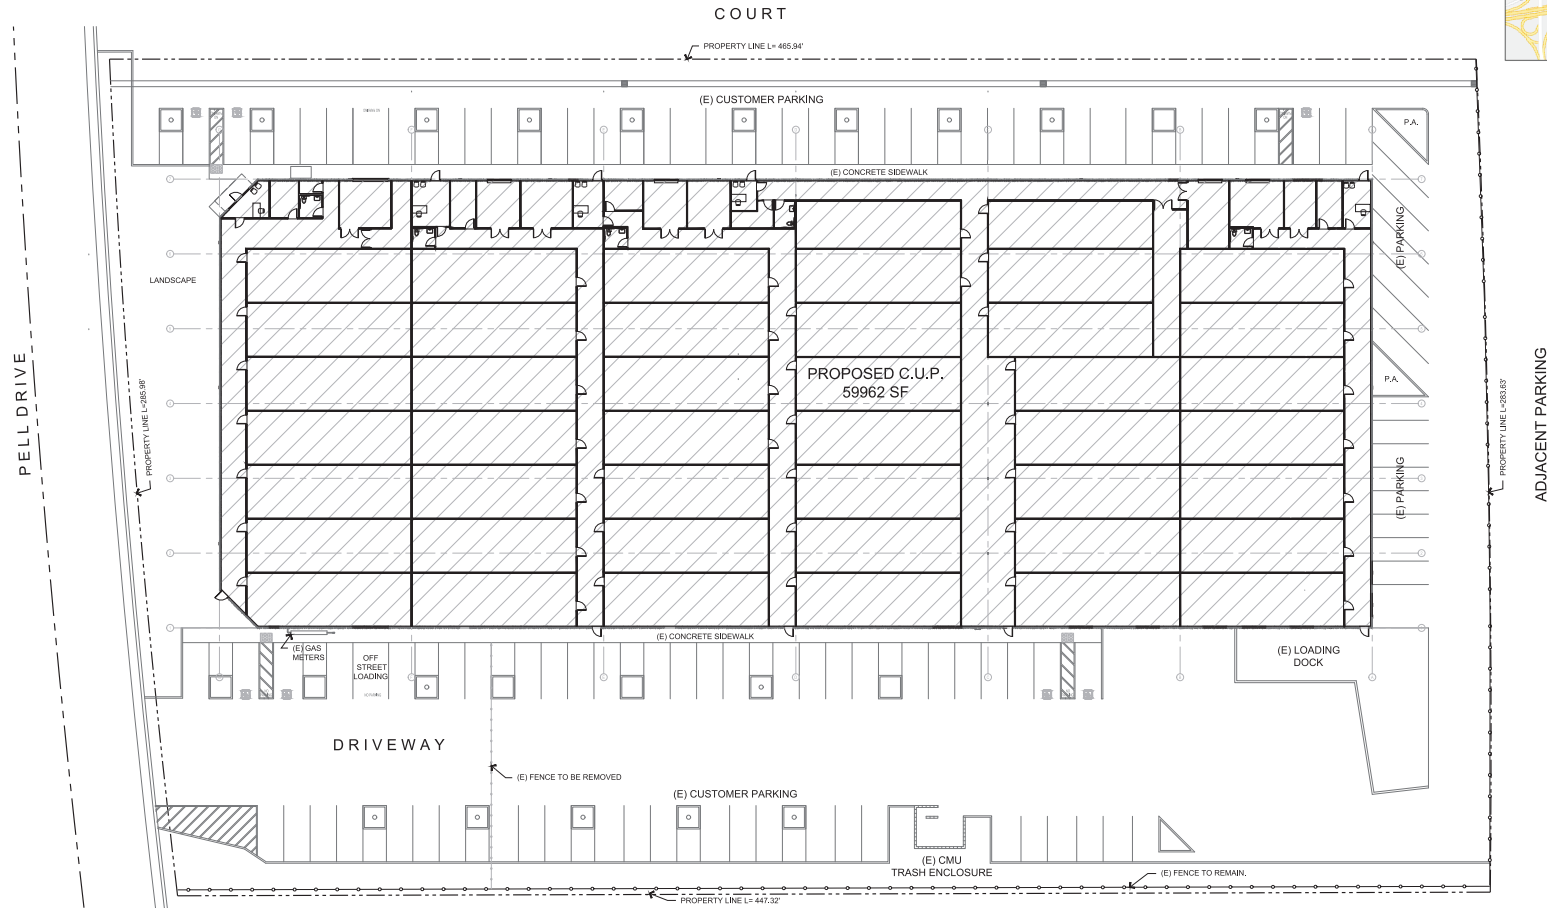 COURT
PROPERTY LINE L= 465.94'
(E) CUSTOMER PARKING
P.A.
(E) CONCRETE SIDEWALK
(E) PARKING
LANDSCAPE
PELL DRIVE
PROPERTY LINE L=285.98'
PROPOSED C.U.P.
59962 SF
P.A.
PROPERTY LINE L=283.63'
ADJACENT PARKING
(E) PARKING
(E) CONCRETE SIDEWALK
(E) GAS
METERS
OFF
STREET
LOADING
(E) LOADING
DOCK
DRIVEWAY
(E) FENCE TO BE REMOVED
(E) CUSTOMER PARKING
(E) CMU
TRASH ENCLOSURE
(E) FENCE TO REMAIN.
PROPERTY LINE L= 447.32'